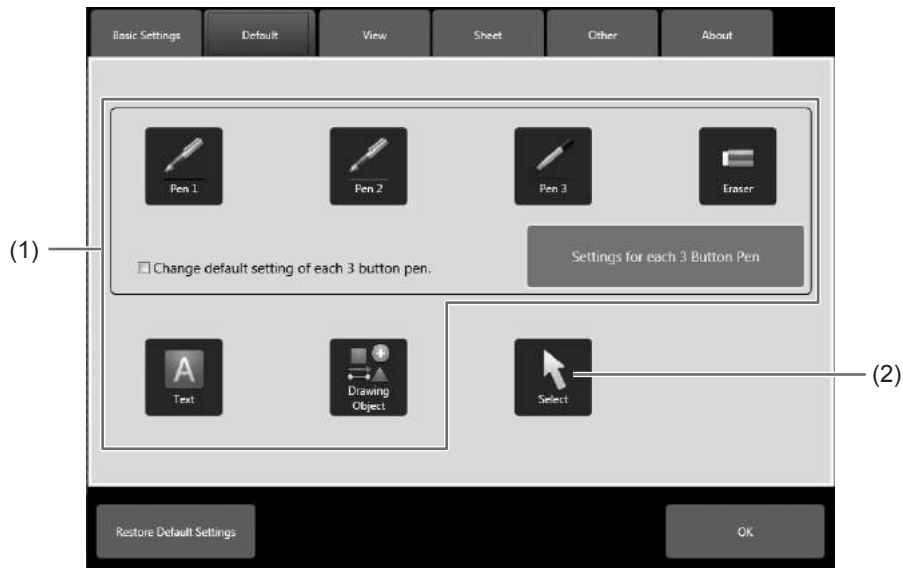 Basic Settings
Default
View
Sheet
Other
About
Pen 1
Pen 2
Pen 3
Eraser
(1)
Change default setting of each 3 button pen.
Settings for each 3 Button Pen
A
Text
Drawing
Object
Select
(2)
Restore Default Settings
OK